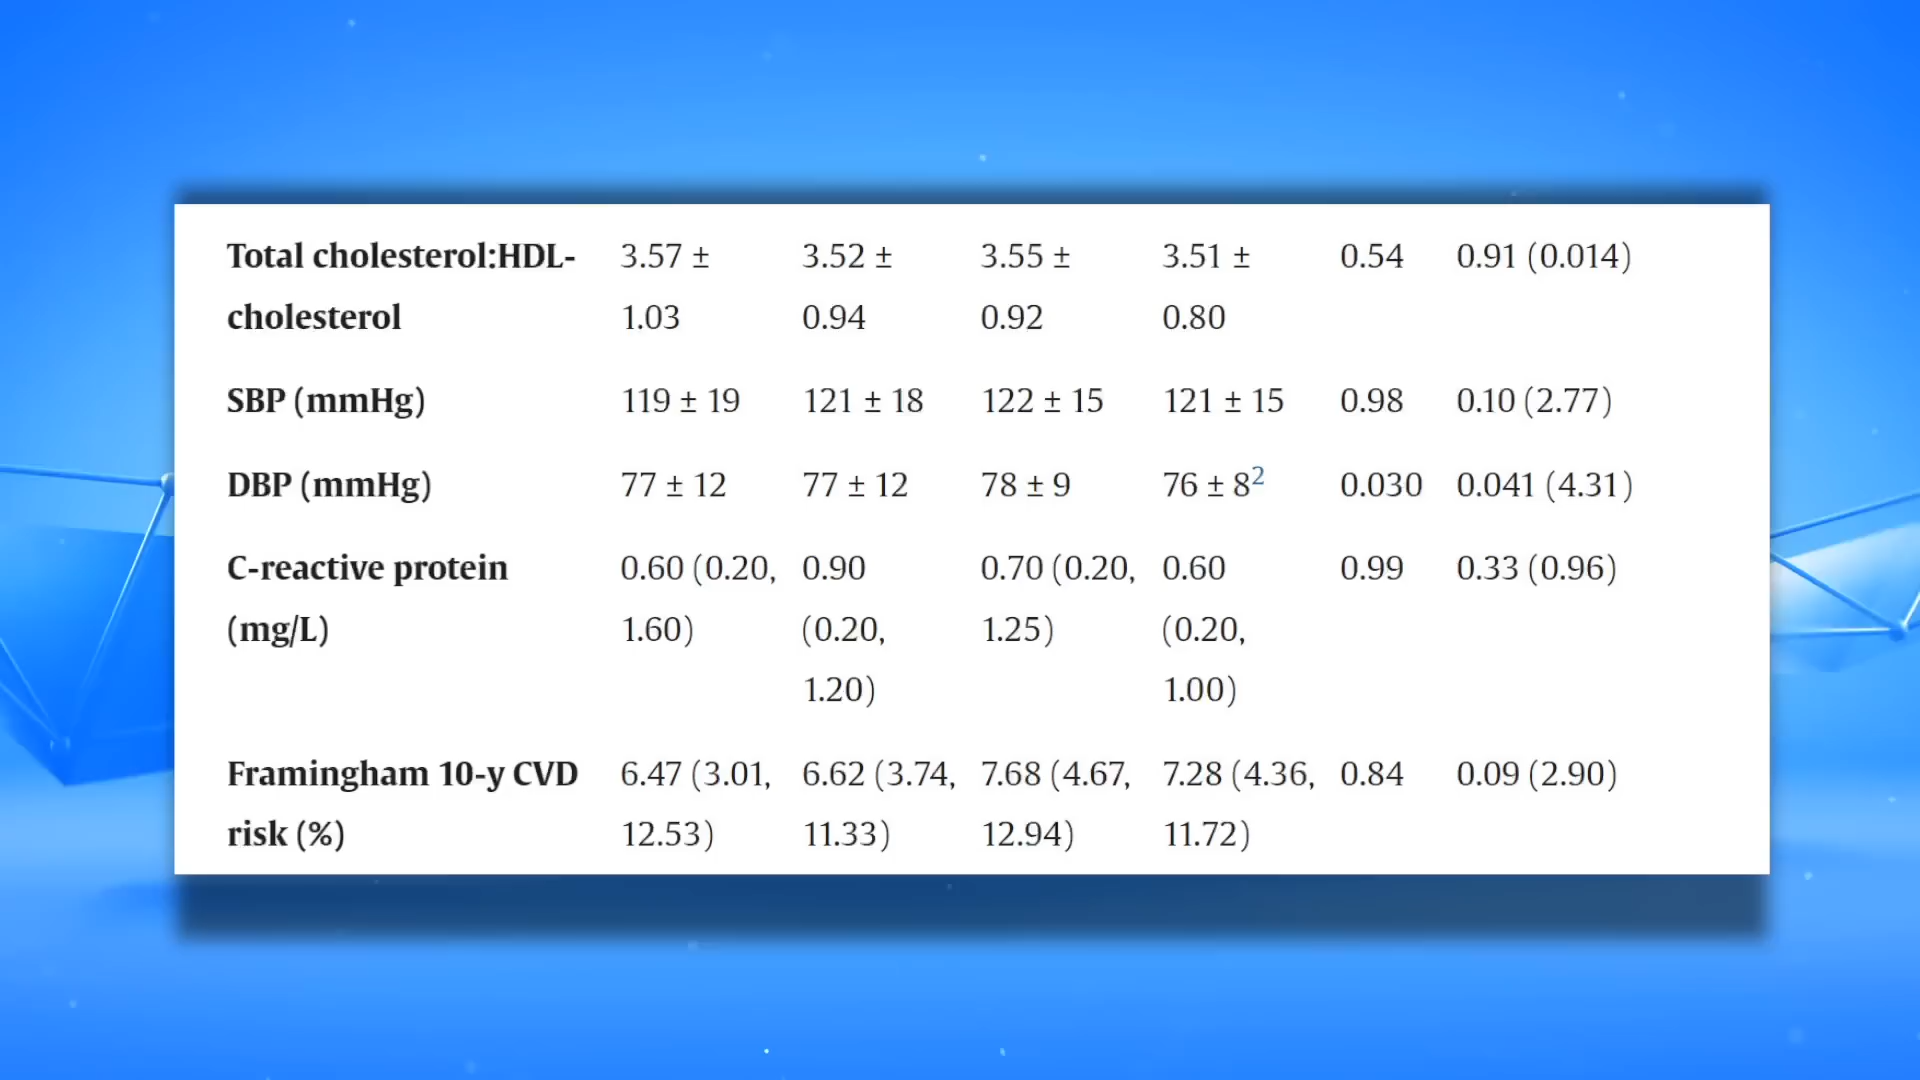 Total cholesterol:HDL- 3.57 ± 3.52 ± 3.55 ± 3.51 ± 0.54 0.91 (0.014)
cholesterol 1.03 0.94 0.92 0.80
SBP (mmHg) 119 ± 19 121 ± 18 122 ± 15 121 ± 15 0.98 0.10 (2.77)
DBP (mmHg) 77 ± 12 77 ± 12 78 ± 9 76 ± 8² 0.030 0.041 (4.31)
C-reactive protein 0.60 (0.20, 0.90 0.70 (0.20, 0.60 0.99 0.33 (0.96)
(mg/L) 1.60) (0.20, 1.25) (0.20,
1.20) 1.00)
Framingham 10-y CVD 6.47 (3.01, 6.62 (3.74, 7.68 (4.67, 7.28 (4.36, 0.84 0.09 (2.90)
risk (%) 12.53) 11.33) 12.94) 11.72)